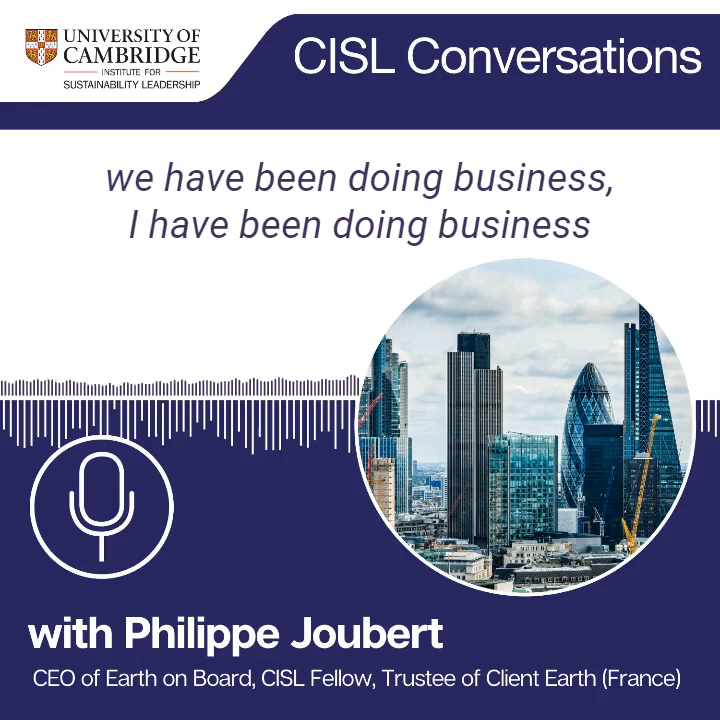 UNIVERSITY OF
CAMBRIDGE
INSTITUTE FOR
SUSTAINABILITY LEADERSHIP
CISL Conversations
we have been doing business,
I have been doing business
with Philippe Joubert
CEO of Earth on Board, CISL Fellow, Trustee of Client Earth (France)